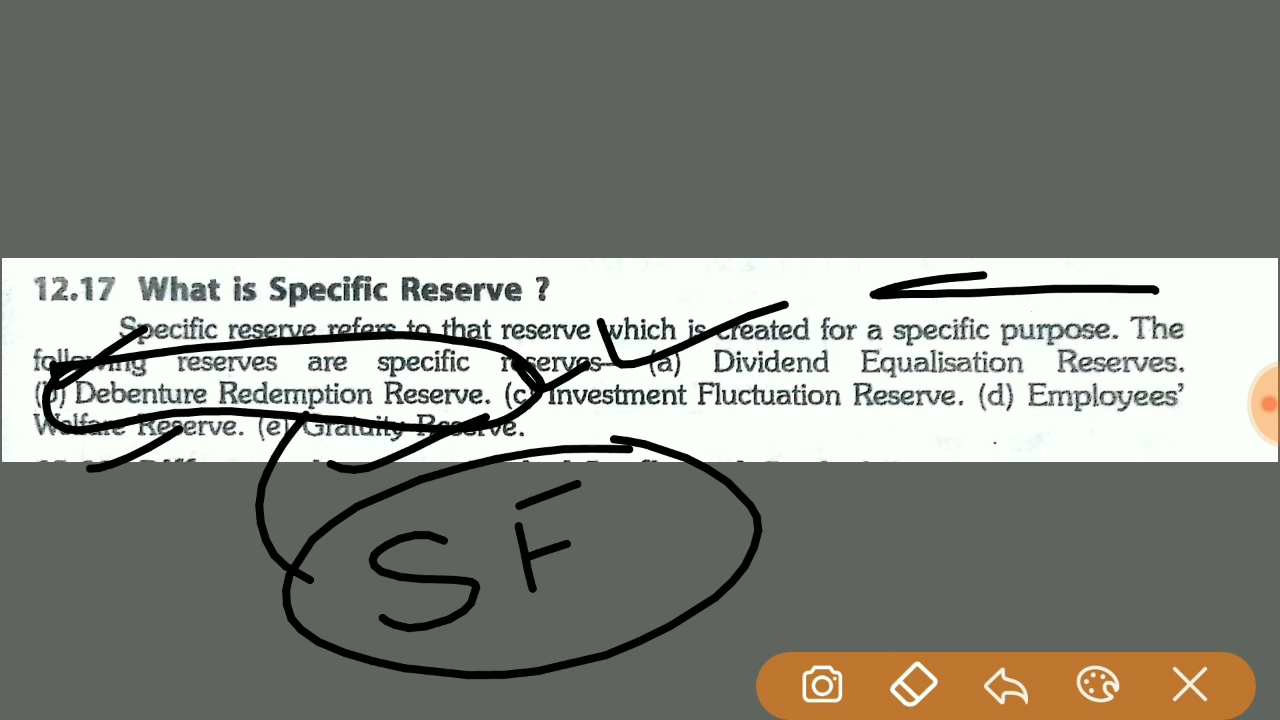 12.17 What is Specific Reserve ?
Specific reserve refers to that reserve which is created for a specific purpose. The
following reserves are specific reserves— (a) Dividend Equalisation Reserves.
(b) Debenture Redemption Reserve. (c) Investment Fluctuation Reserve. (d) Employees'
Welfare Reserve. (e) Gratuity Reserve.
SF